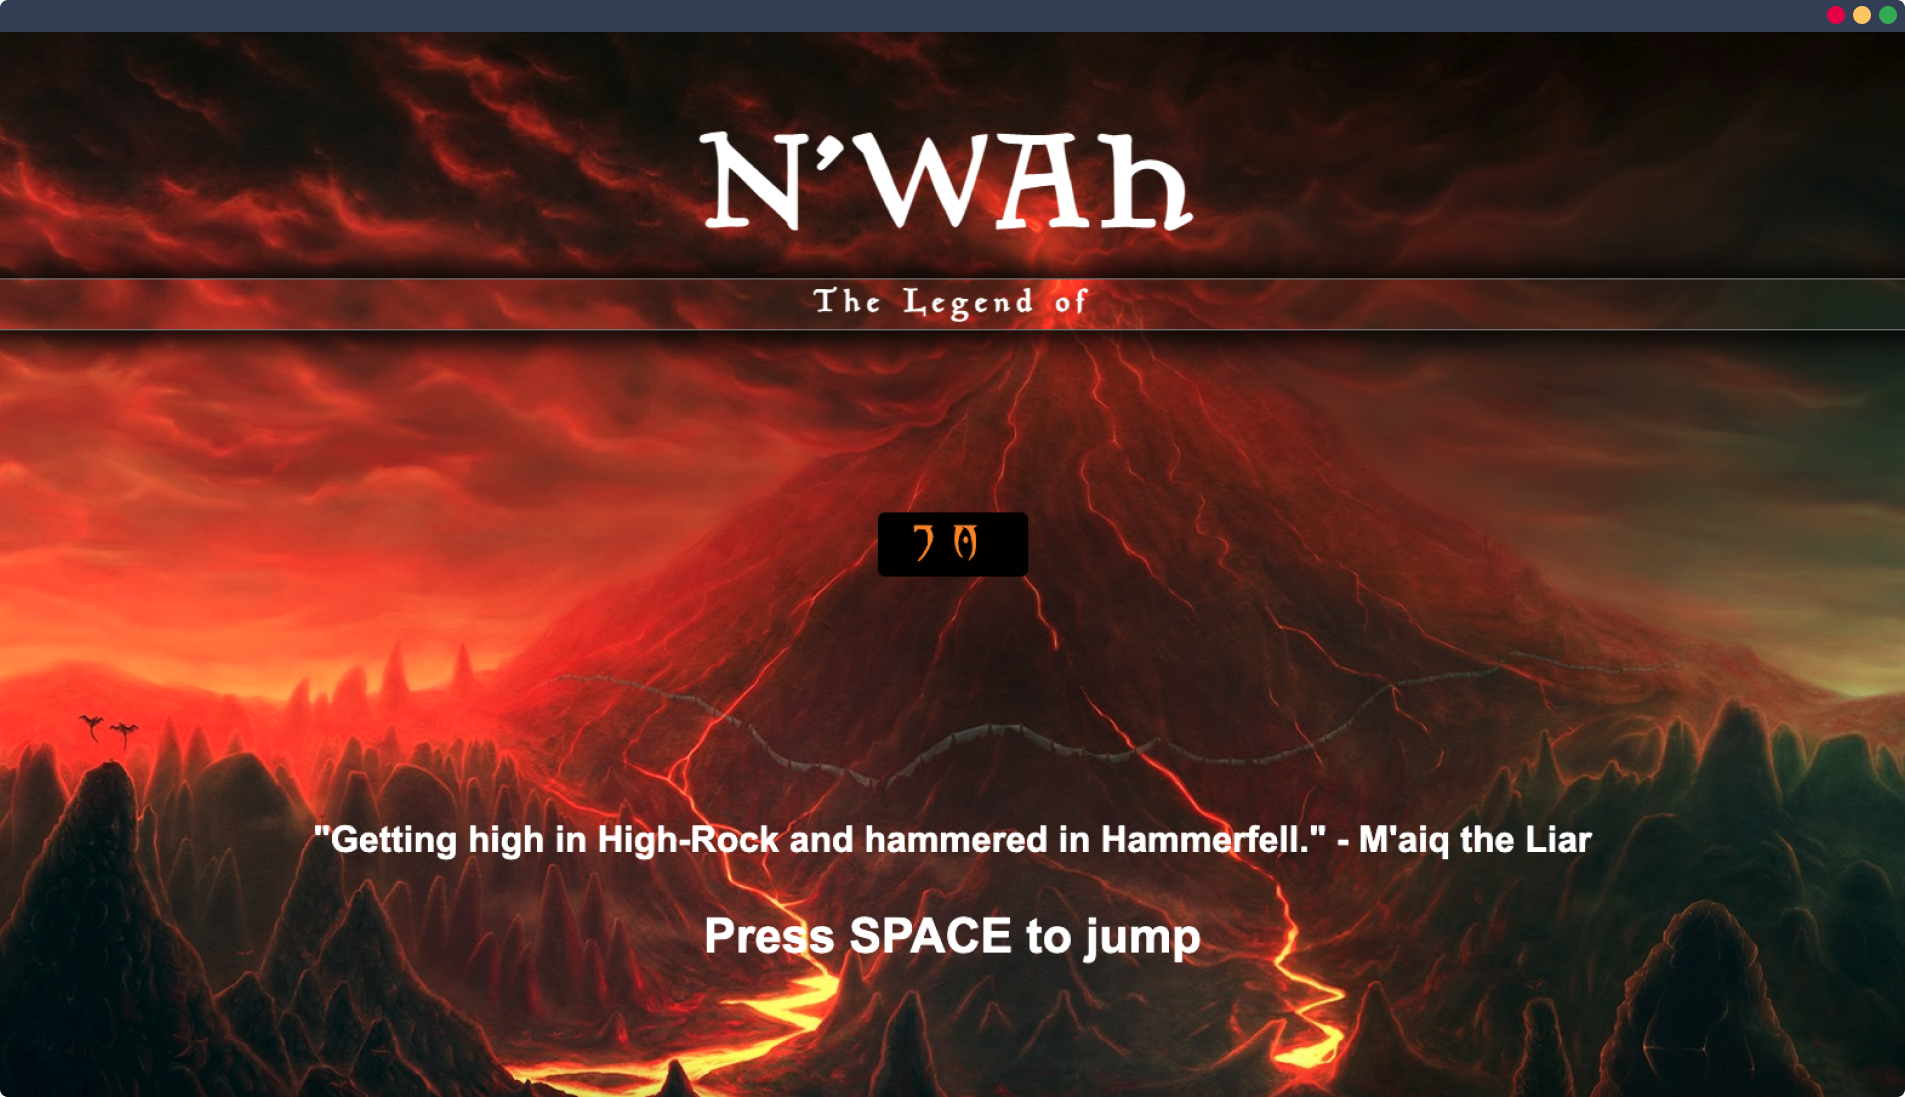 N'WAh
The Legend of
"Getting high in High-Rock and hammered in Hammerfell." - M'aiq the Liar
Press SPACE to jump